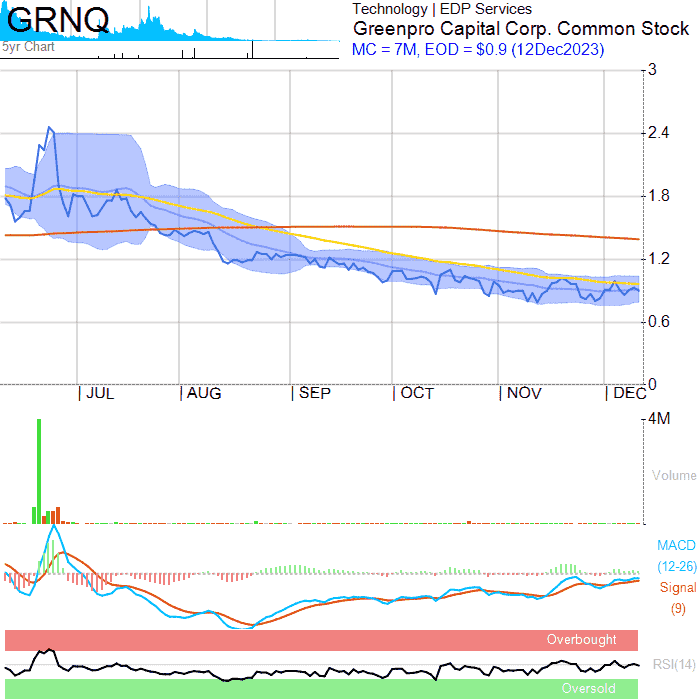 GRNQ
5yr Chart
Technology | EDP Services
Greenpro Capital Corp. Common Stock
MC = 7M, EOD = $0.9 (12Dec2023)
3
2.4
1.8
1.2
0.6
0
| JUL | AUG | SEP | OCT | NOV | DEC
4M
Volume
MACD
(12-26)
Signal
(9)
Overbought
RSI(14)
Oversold